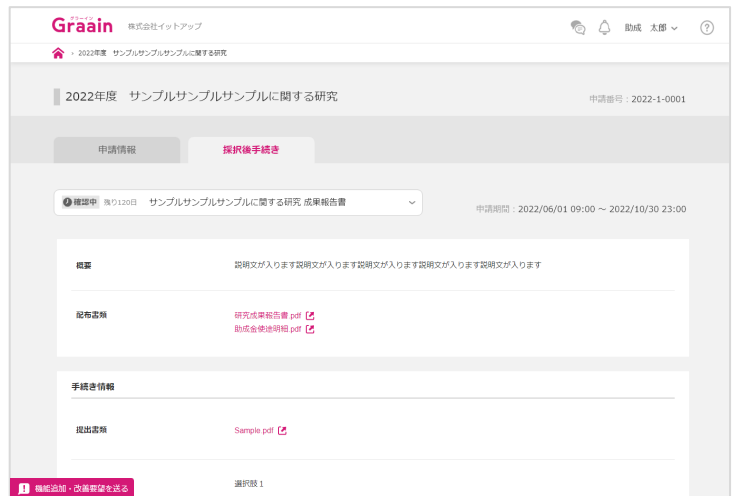 グラーイン
Graain 株式会社イットアップ 助成 太郎 ?
2022年度 サンプルサンプルサンプルに関する研究
2022年度 サンプルサンプルサンプルに関する研究 申請番号：2022-1-0001
申請情報 採択後手続き
確認中 残り120日 サンプルサンプルサンプルに関する研究 成果報告書 申請期間：2022/06/01 09:00 ～ 2022/10/30 23:00
概要 説明文が入ります説明文が入ります説明文が入ります説明文が入ります説明文が入ります
配布書類 研究成果報告書.pdf
助成金使途明細.pdf
手続き情報
提出書類 Sample.pdf
選択肢１
機能追加・改善要望を送る